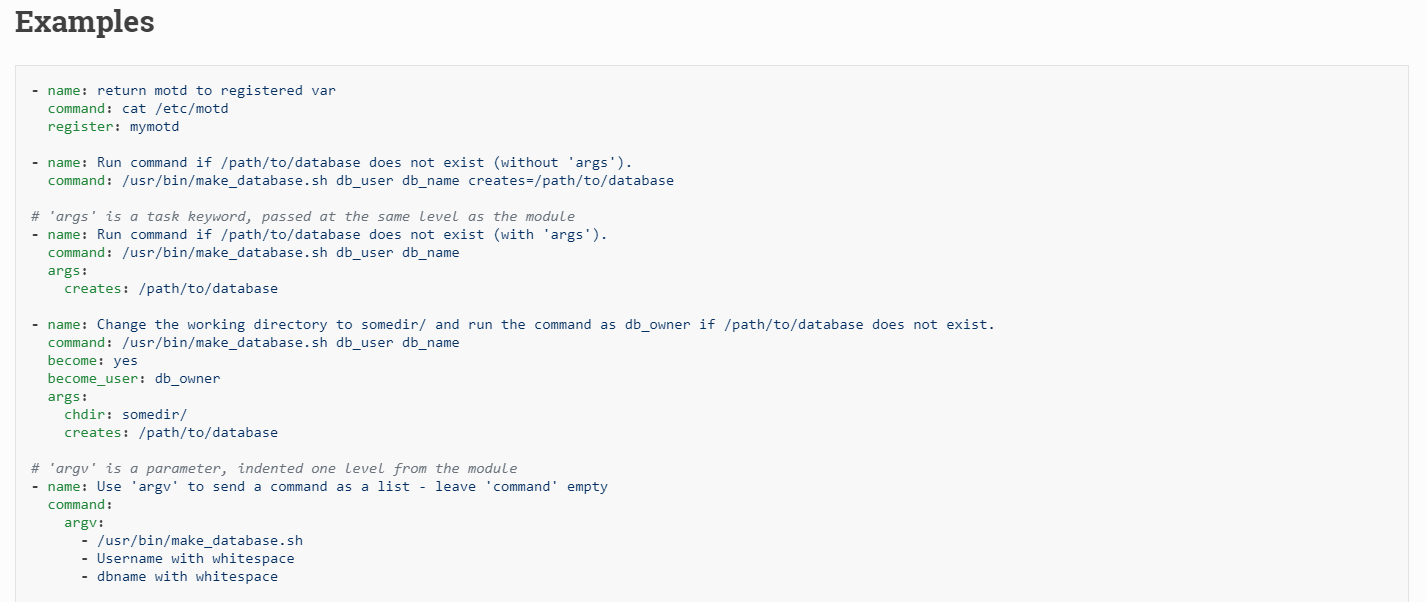 Examples
- name: return motd to registered var
  command: cat /etc/motd
  register: mymotd
- name: Run command if /path/to/database does not exist (without 'args').
  command: /usr/bin/make_database.sh db_user db_name creates=/path/to/database
# 'args' is a task keyword, passed at the same level as the module
- name: Run command if /path/to/database does not exist (with 'args').
  command: /usr/bin/make_database.sh db_user db_name
  args:
    creates: /path/to/database
- name: Change the working directory to somedir/ and run the command as db_owner if /path/to/database does not exist.
  command: /usr/bin/make_database.sh db_user db_name
  become: yes
  become_user: db_owner
  args:
    chdir: somedir/
    creates: /path/to/database
# 'argv' is a parameter, indented one level from the module
- name: Use 'argv' to send a command as a list - leave 'command' empty
  command:
    argv:
      - /usr/bin/make_database.sh
      - Username with whitespace
      - dbname with whitespace